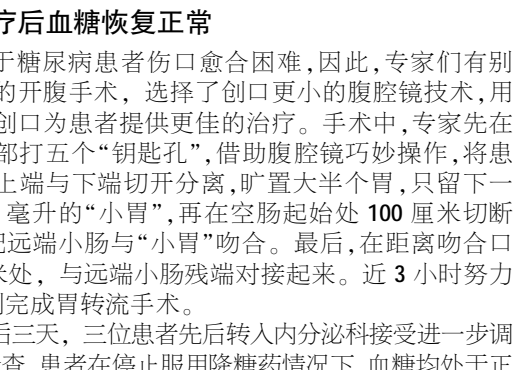 疗后血糖恢复正常
于糖尿病患者伤口愈合困难,因此,专家们有别
的开腹手术，选择了创口更小的腹腔镜技术,用
创口为患者提供更佳的治疗。手术中,专家先在
部打五个“钥匙孔”,借助腹腔镜巧妙操作,将患
上端与下端切开分离,旷置大半个胃,只留下一
毫升的“小胃”,再在空肠起始处 100 厘米切断
把远端小肠与“小胃”吻合。最后,在距离吻合口
米处，与远端小肠残端对接起来。近 3 小时努力
利完成胃转流手术。
后三天，三位患者先后转入内分泌科接受进一步调
查,患者在停止服用降糖药情况下,血糖均处于正